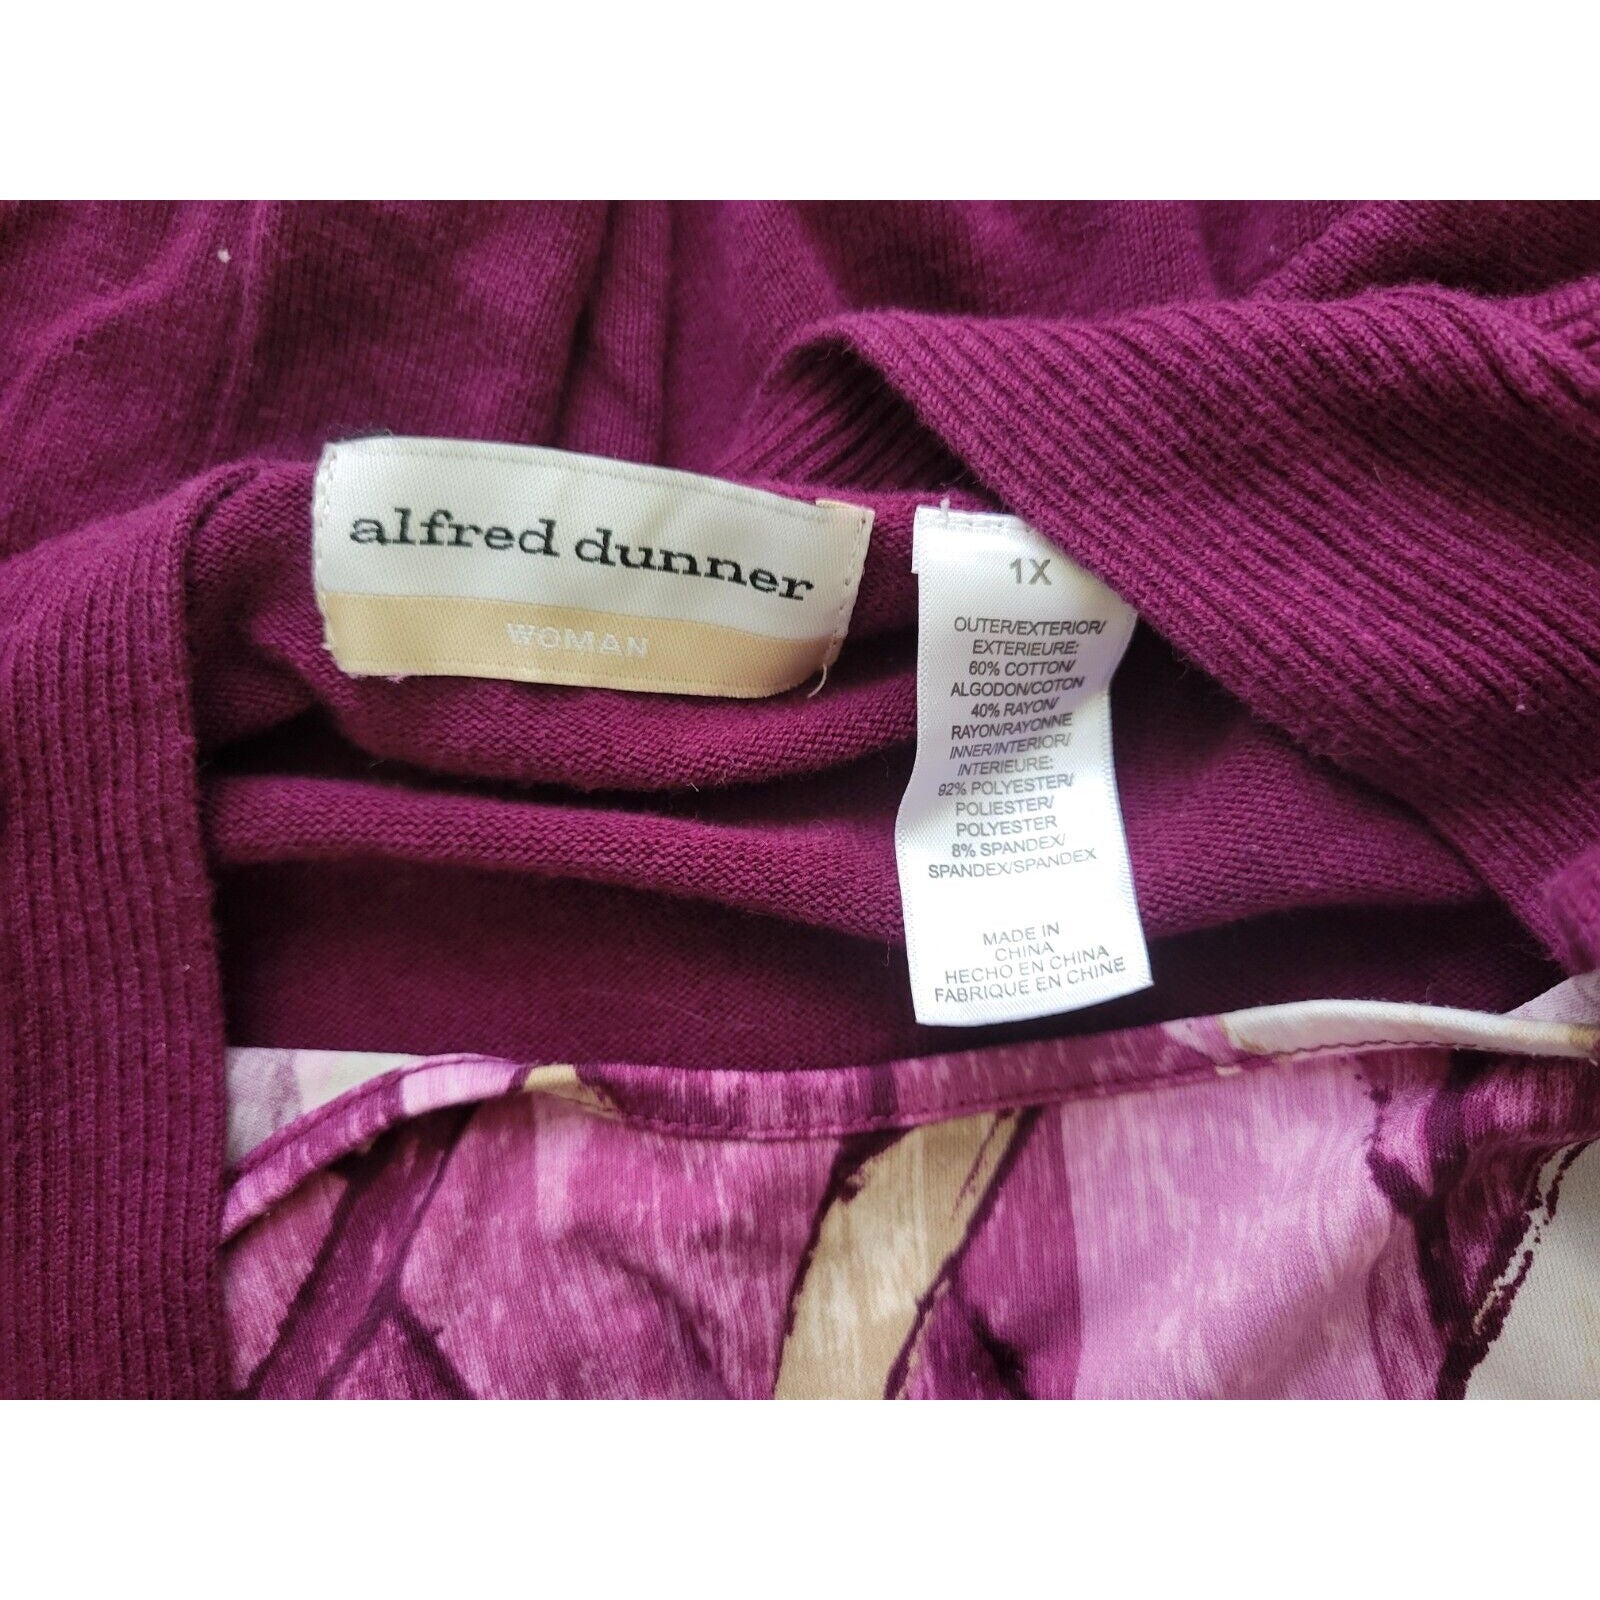 alfred dunner
WOMAN
1X
OUTER/EXTERIOR/
EXTERIEURE:
60% COTTON/
ALGODON/COTON
40% RAYON/
RAYON/RAYONNE
INNER/INTERIOR/
INTERIEURE:
92% POLYESTER/
POLIESTER/
POLYESTER
8% SPANDEX/
SPANDEX/SPANDEX
MADE IN
CHINA
HECHO EN CHINA
FABRIQUE EN CHINE